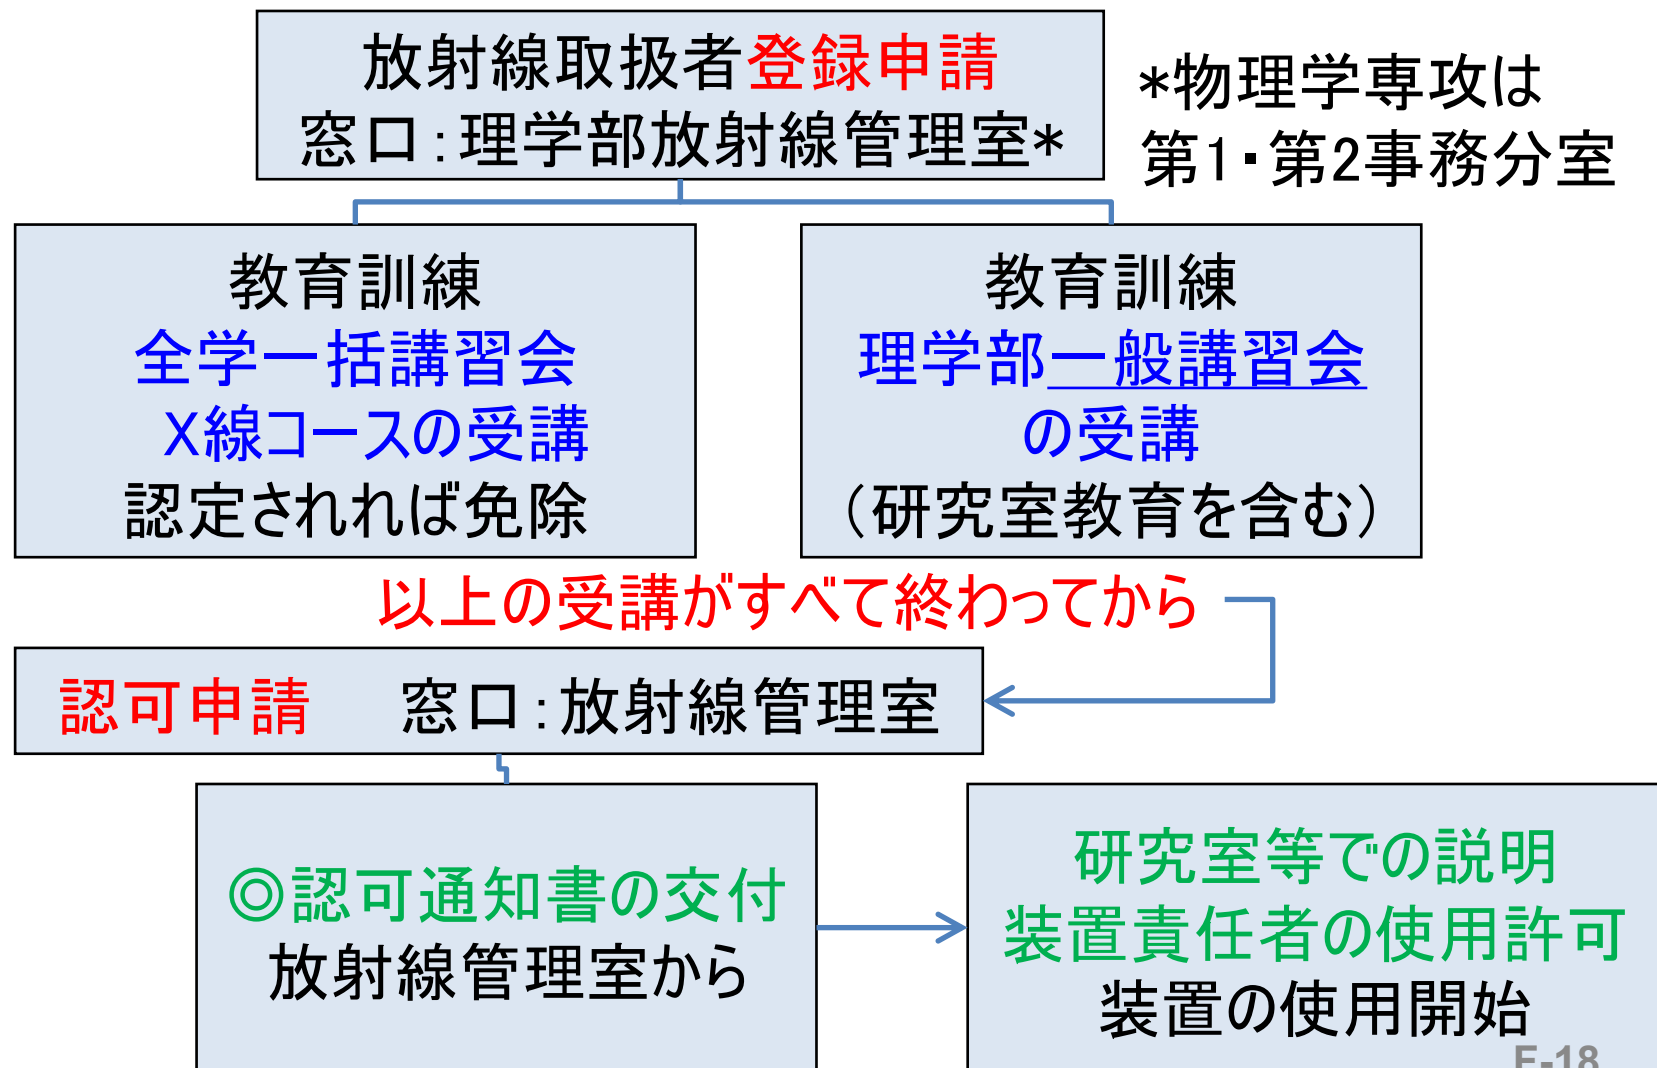 放射線取扱者登録申請
窓口：理学部放射線管理室*
*物理学専攻は
第1・第2事務分室
教育訓練
全学一括講習会
X線コースの受講
認定されれば免除
教育訓練
理学部一般講習会
の受講
（研究室教育を含む）
以上の受講がすべて終わってから
認可申請　窓口：放射線管理室
◎認可通知書の交付
放射線管理室から
研究室等での説明
装置責任者の使用許可
装置の使用開始
E-18